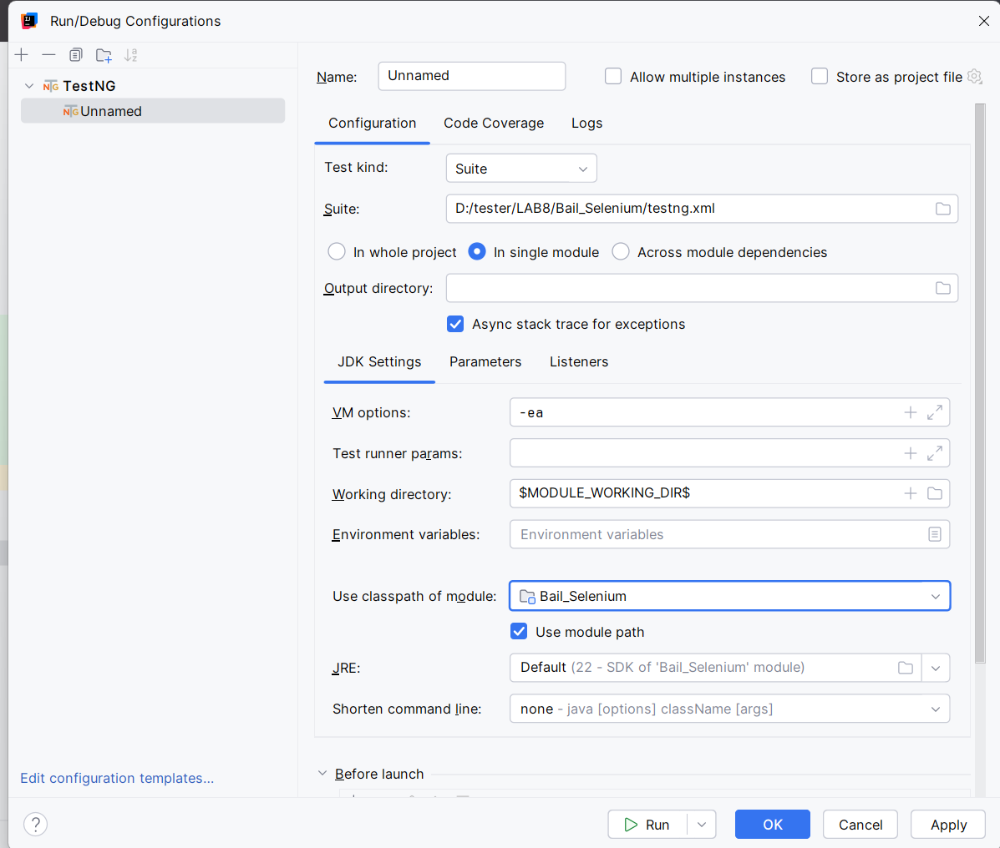 Run/Debug Configurations
TestNG
Unnamed
Edit configuration templates...
Name: Unnamed Allow multiple instances Store as project file
Configuration Code Coverage Logs
Test kind: Suite
Suite: D:/tester/LAB8/Bail_Selenium/testng.xml
In whole project In single module Across module dependencies
Output directory:
Async stack trace for exceptions
JDK Settings Parameters Listeners
VM options: -ea
Test runner params:
Working directory: $MODULE_WORKING_DIR$
Environment variables: Environment variables
Use classpath of module: Bail_Selenium
Use module path
JRE: Default (22 - SDK of 'Bail_Selenium' module)
Shorten command line: none - java [options] className [args]
Before launch
? Run OK Cancel Apply